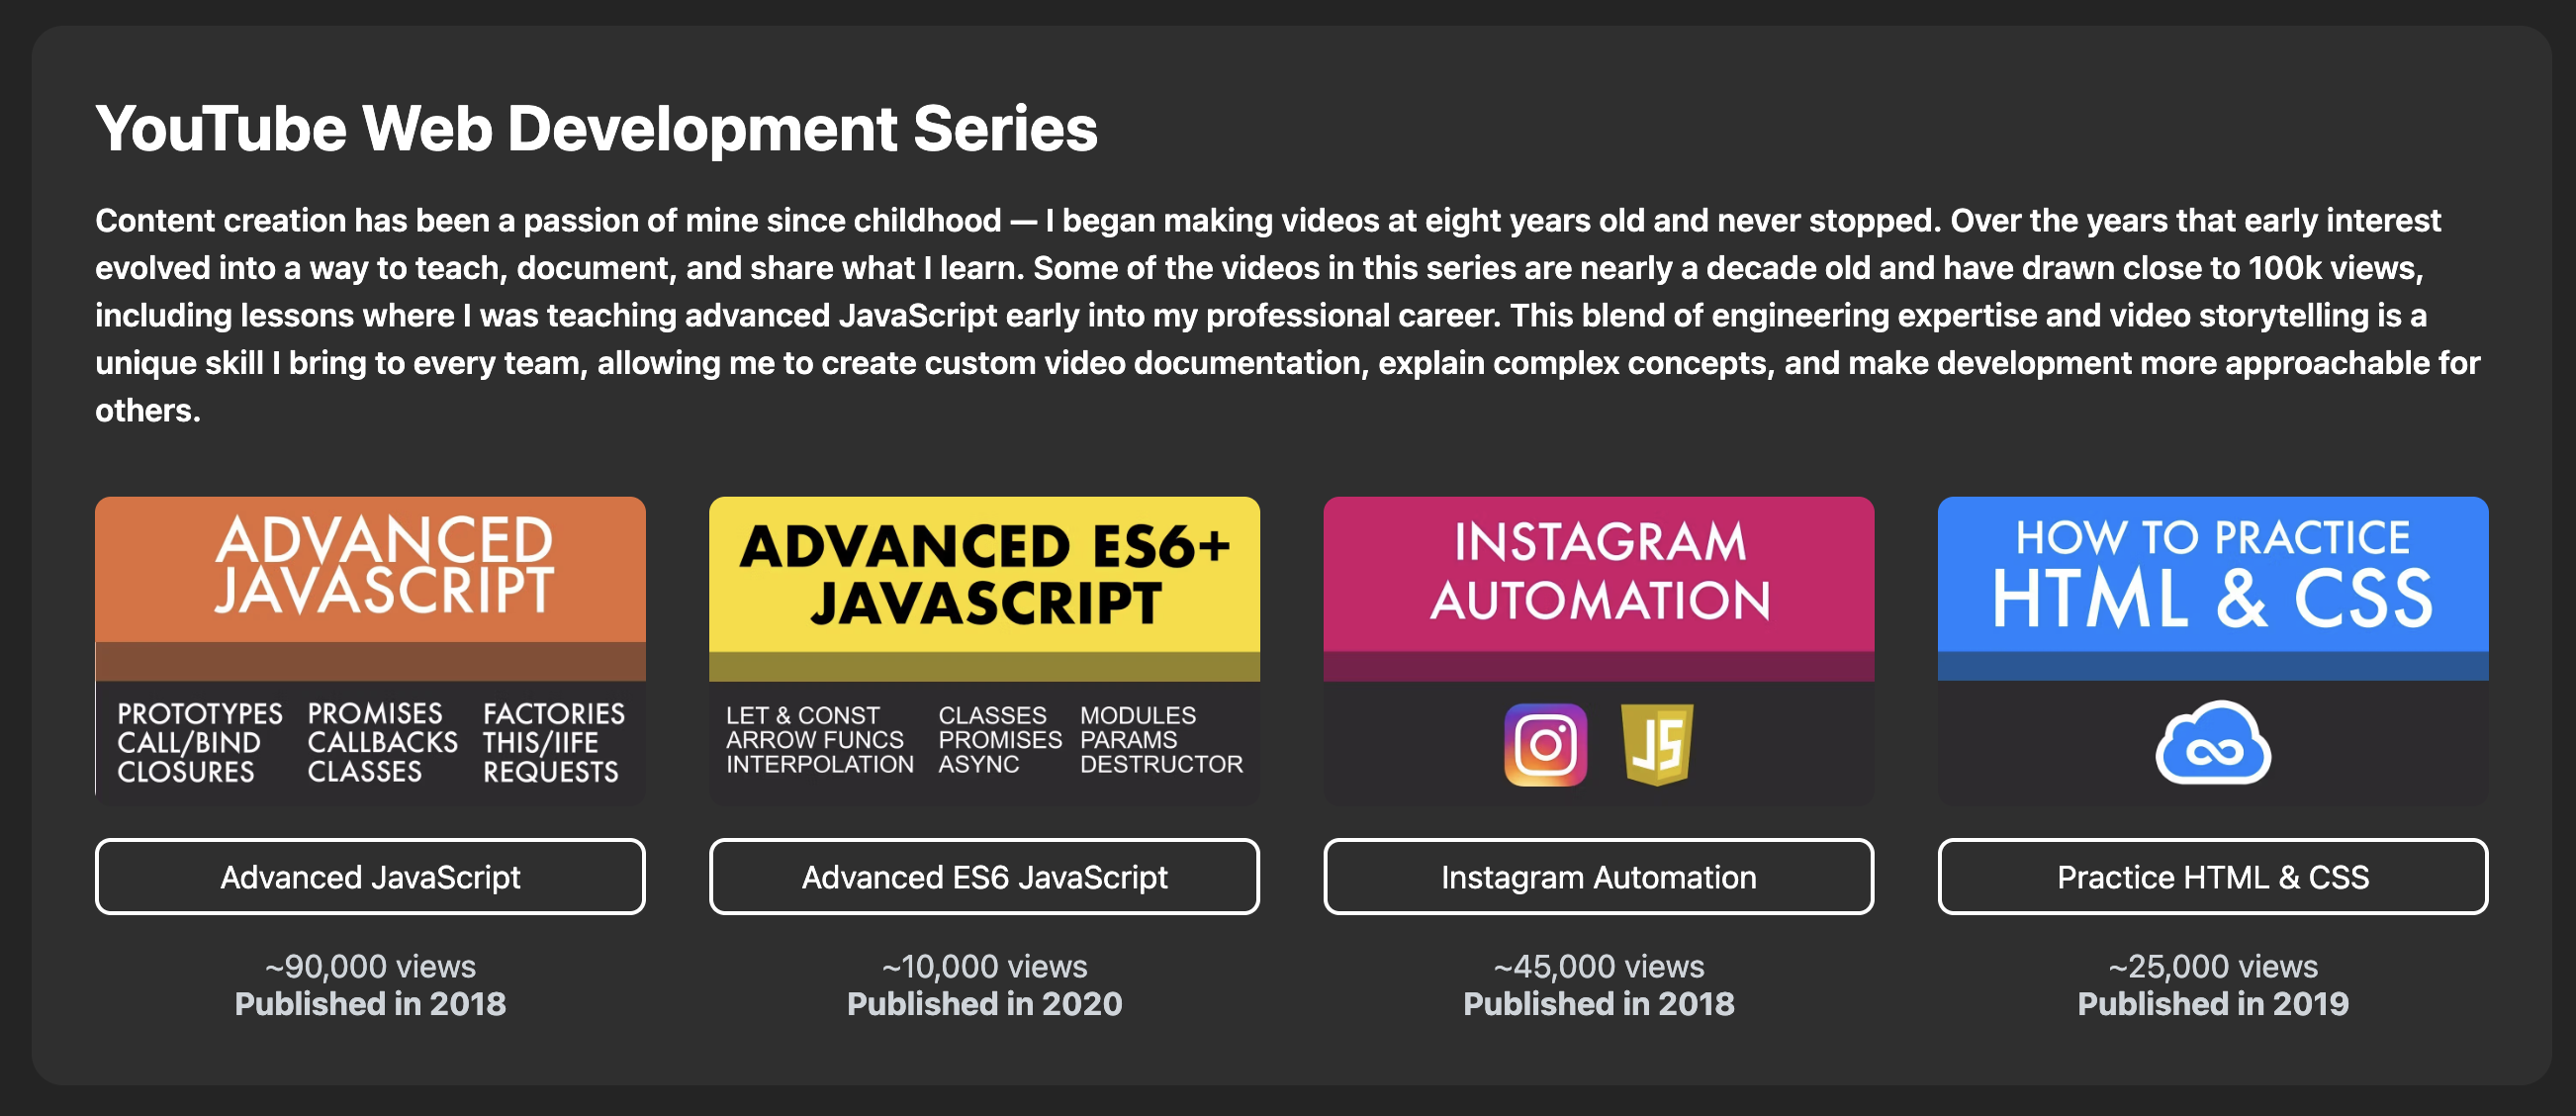 YouTube Web Development Series
Content creation has been a passion of mine since childhood — I began making videos at eight years old and never stopped. Over the years that early interest
evolved into a way to teach, document, and share what I learn. Some of the videos in this series are nearly a decade old and have drawn close to 100k views,
including lessons where I was teaching advanced JavaScript early into my professional career. This blend of engineering expertise and video storytelling is a
unique skill I bring to every team, allowing me to create custom video documentation, explain complex concepts, and make development more approachable for
others.
ADVANCED
JAVASCRIPT
PROTOTYPES PROMISES FACTORIES
CALL/BIND CALLBACKS THIS/IIFE
CLOSURES CLASSES REQUESTS
Advanced JavaScript
~90,000 views
Published in 2018
ADVANCED ES6+
JAVASCRIPT
LET & CONST CLASSES MODULES
ARROW FUNCS PROMISES PARAMS
INTERPOLATION ASYNC DESTRUCTOR
Advanced ES6 JavaScript
~10,000 views
Published in 2020
INSTAGRAM
AUTOMATION
JS
Instagram Automation
~45,000 views
Published in 2018
HOW TO PRACTICE
HTML & CSS
Practice HTML & CSS
~25,000 views
Published in 2019